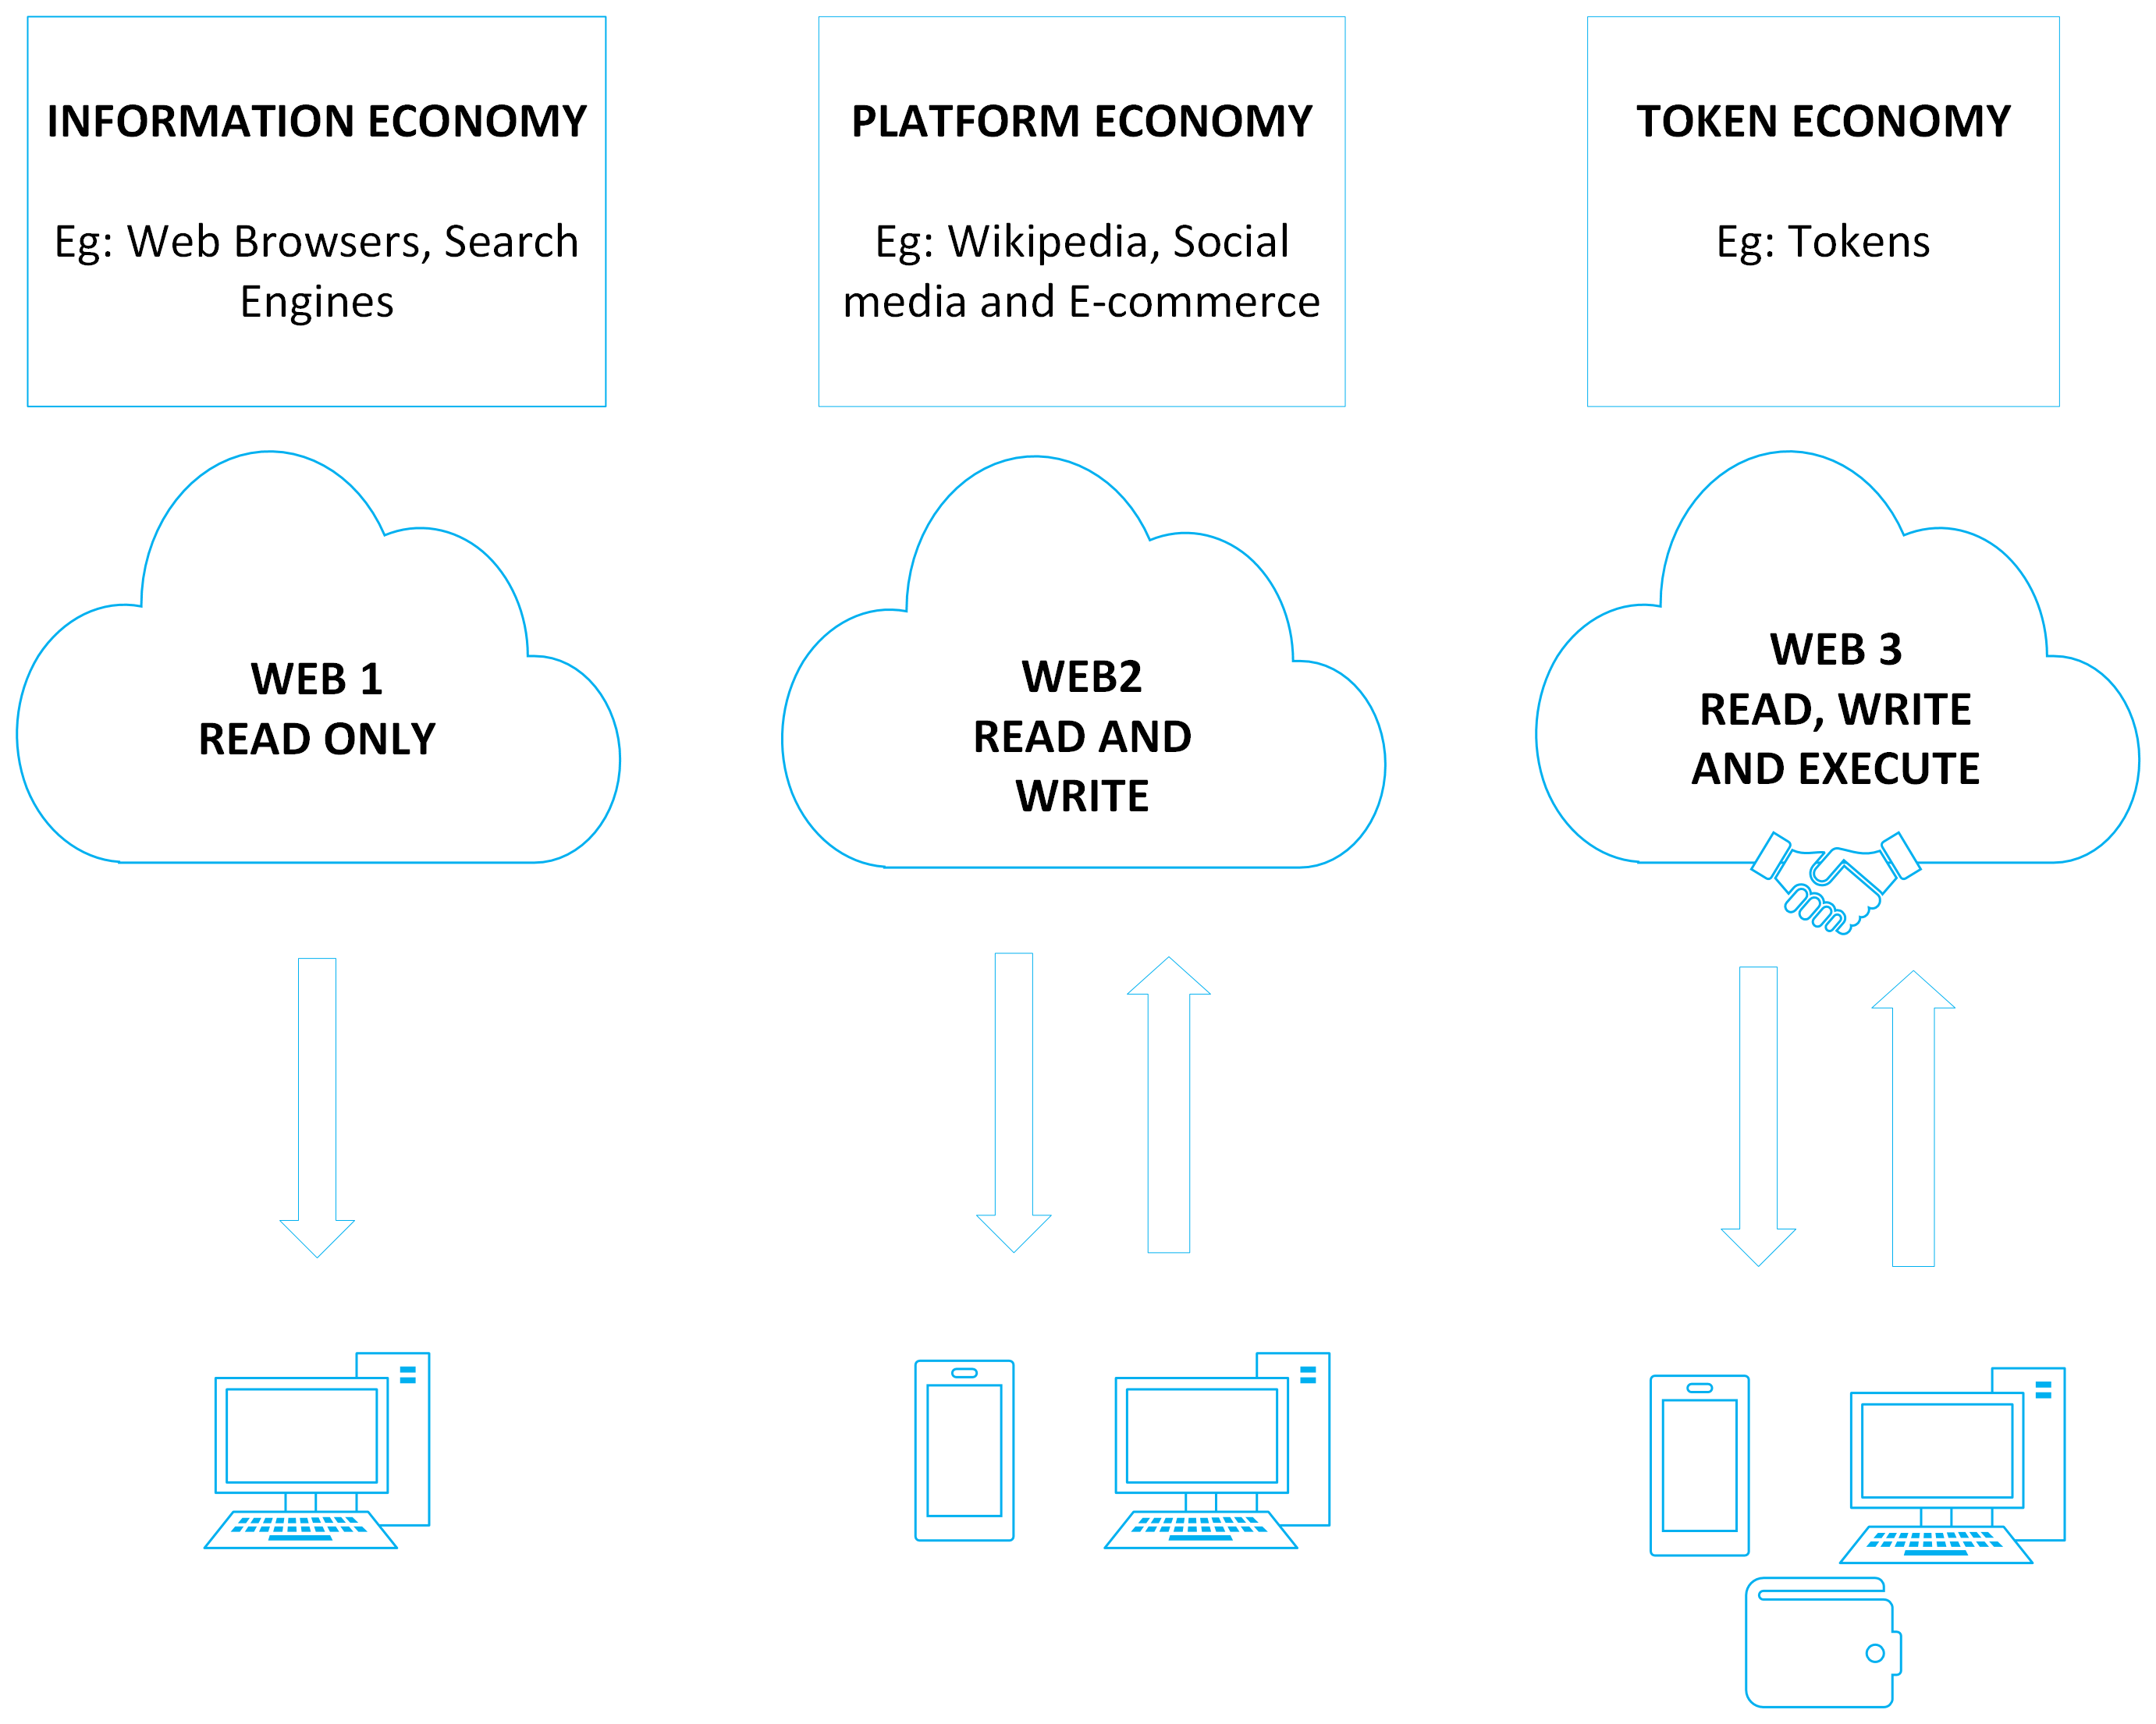 INFORMATION ECONOMY
Eg: Web Browsers, Search
Engines
PLATFORM ECONOMY
Eg: Wikipedia, Social
media and E-commerce
TOKEN ECONOMY
Eg: Tokens
WEB 1
READ ONLY
WEB2
READ AND
WRITE
WEB 3
READ, WRITE
AND EXECUTE